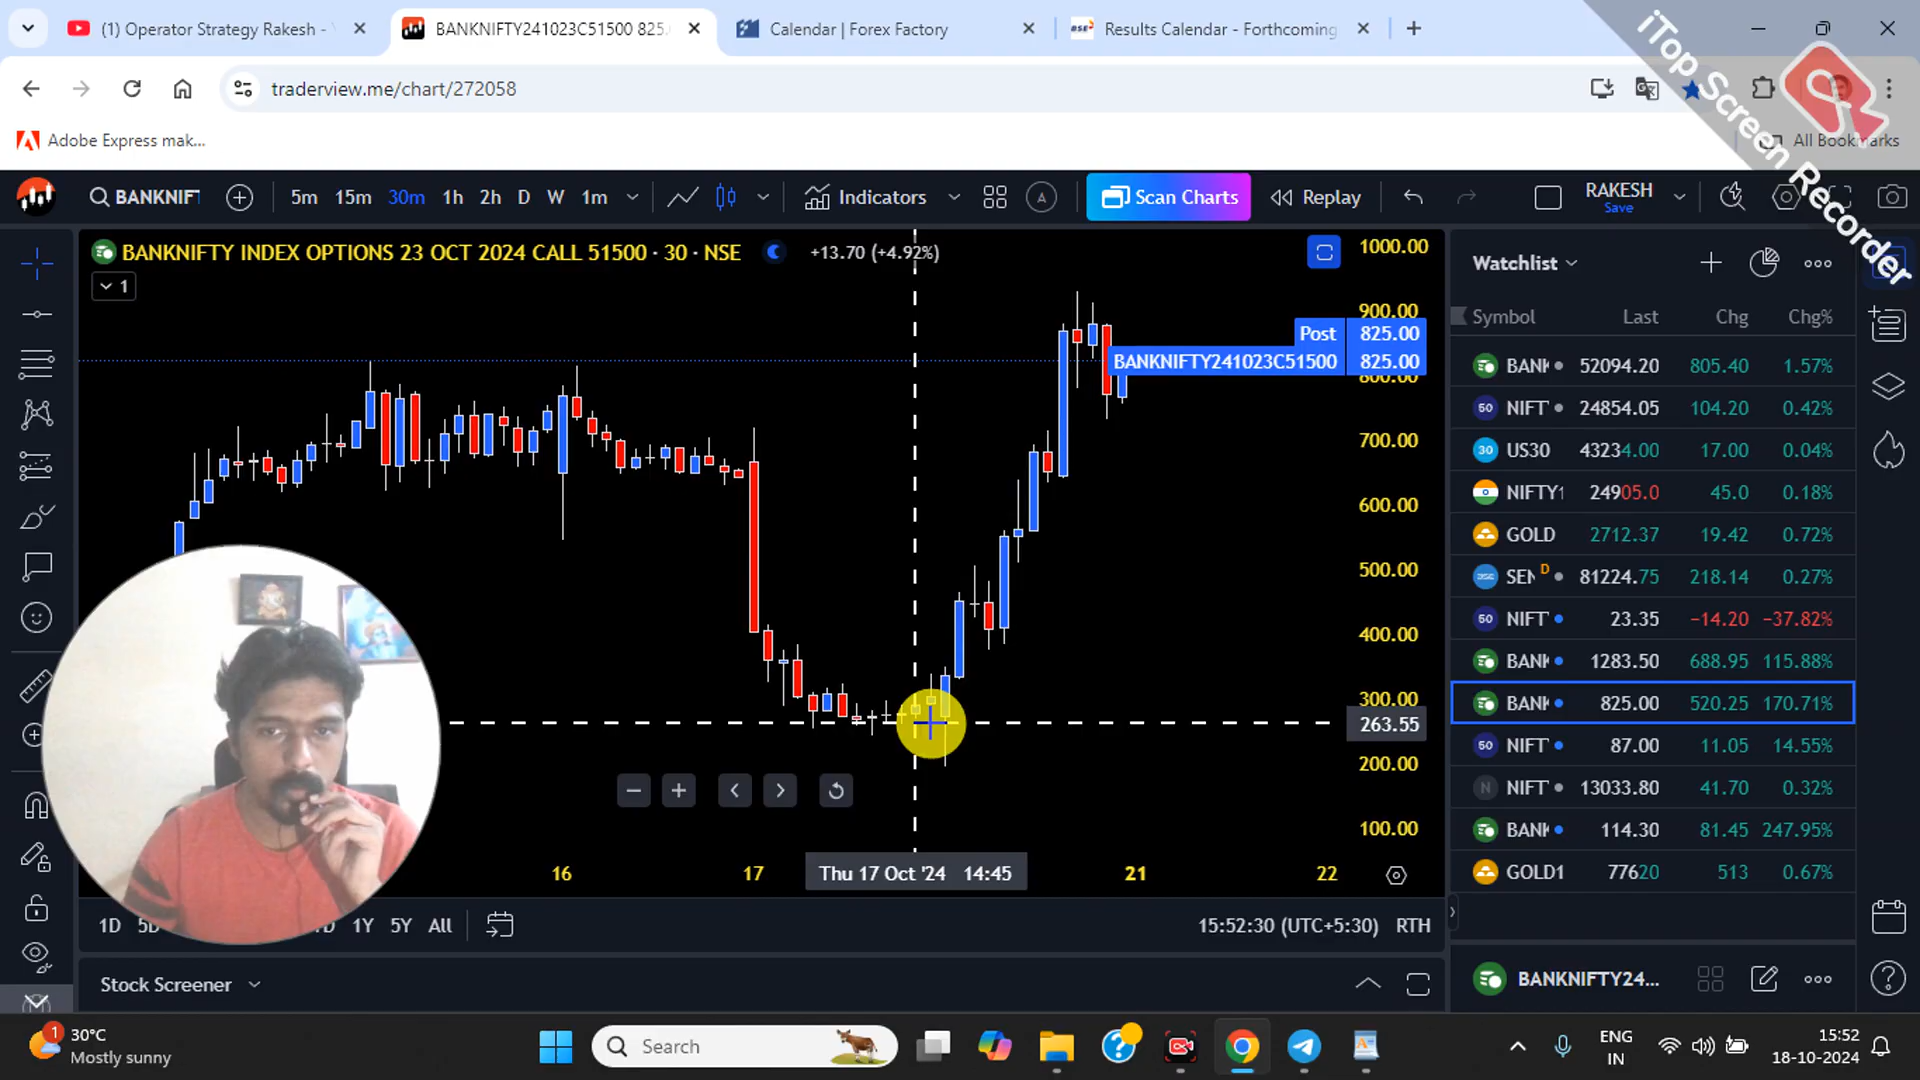 (1) Operator Strategy Rakesh -
BANKNIFTY241023C51500 825.
Calendar | Forex Factory
BSE
Results Calendar - Forthcoming
traderview.me/chart/272058
Adobe Express mak...
All Bookmarks
iTop Screen Recorder
BANKNIF
5m 15m 30m 1h 2h D W 1m
Indicators
A
Scan Charts
Replay
RAKESH
Save
BANKNIFTY INDEX OPTIONS 23 OCT 2024 CALL 51500 · 30 · NSE
+13.70 (+4.92%)
1
1000.00
900.00
Post 825.00
BANKNIFTY241023C51500 825.00
800.00
700.00
600.00
500.00
400.00
300.00
263.55
200.00
100.00
16 17 Thu 17 Oct '24 14:45 21 22
1D 1Y 5Y All
15:52:30 (UTC+5:30) RTH
Stock Screener
Watchlist
Symbol Last Chg Chg%
BANK 52094.20 805.40 1.57%
50 NIFT 24854.05 104.20 0.42%
30 US30 43234.00 17.00 0.04%
NIFTY1 24905.0 45.0 0.18%
GOLD 2712.37 19.42 0.72%
SEN D 81224.75 218.14 0.27%
50 NIFT 23.35 −14.20 −37.82%
BANK 1283.50 688.95 115.88%
BANK 825.00 520.25 170.71%
50 NIFT 87.00 11.05 14.55%
N NIFT 13033.80 41.70 0.32%
BANK 114.30 81.45 247.95%
GOLD1 77620 513 0.67%
BANKNIFTY24...
1
30°C
Mostly sunny
Search
ENG
IN
15:52
18-10-2024